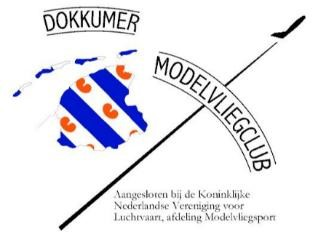 DOKKUMER
MODELVLIEGCLUB
Aangesloten bij de Koninklijke
Nederlandse Vereniging voor
Luchtvaart, afdeling Modelvliegsport